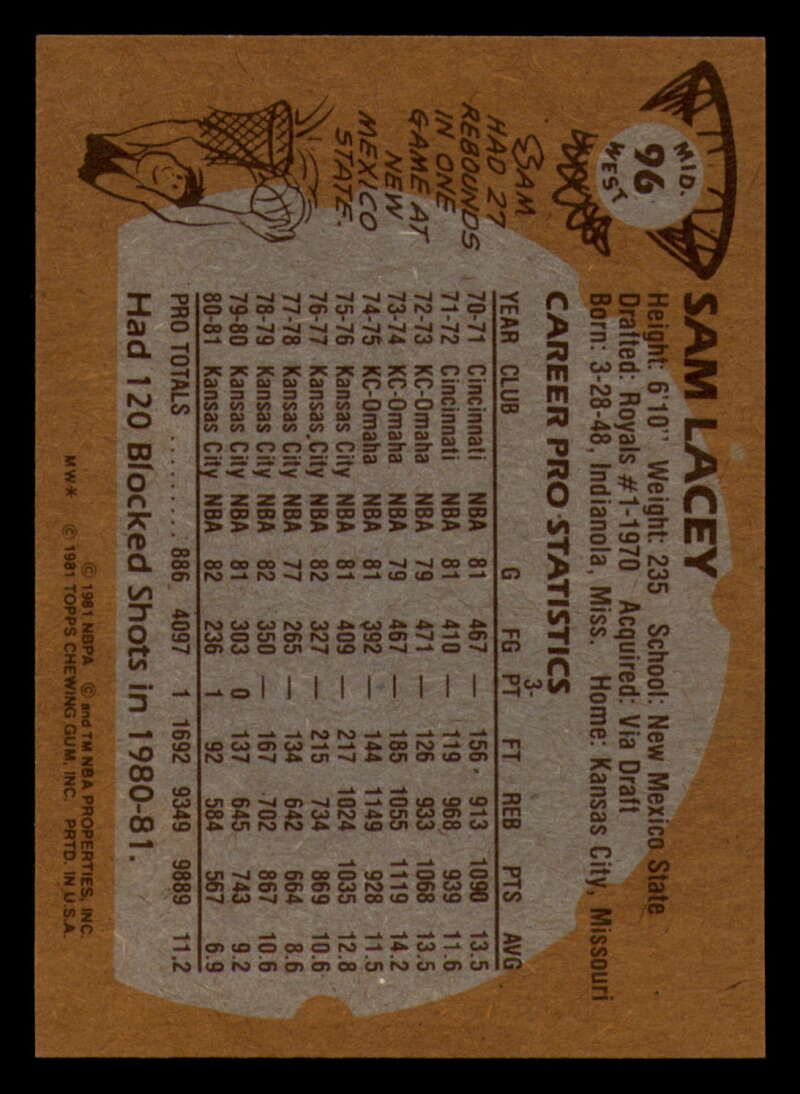 MID.
96
WEST
SAM LACEY
Height: 6'10" Weight: 235 School: New Mexico State
Drafted: Royals #1-1970 Acquired: Via Draft
Born: 3-28-48, Indianola, Miss. Home: Kansas City, Missouri
CAREER PRO STATISTICS
YEAR CLUB G FG 3-PT FT REB PTS AVG
70-71 Cincinnati NBA 81 467 — 156 913 1090 13.5
71-72 Cincinnati NBA 81 410 — 119 968 939 11.6
72-73 KC-Omaha NBA 79 471 — 126 933 1068 13.5
73-74 KC-Omaha NBA 79 467 — 185 1055 1119 14.2
74-75 KC-Omaha NBA 81 392 — 144 1149 928 11.5
75-76 Kansas City NBA 81 409 — 217 1024 1035 12.8
76-77 Kansas City NBA 82 327 — 215 734 869 10.6
77-78 Kansas City NBA 77 265 — 134 642 664 8.6
78-79 Kansas City NBA 82 350 — 167 702 867 10.6
79-80 Kansas City NBA 81 303 0 137 645 743 9.2
80-81 Kansas City NBA 82 236 1 92 584 567 6.9
PRO TOTALS .......... 886 4097 1 1692 9349 9889 11.2
Had 120 Blocked Shots in 1980-81.
SAM
HAD 27
REBOUNDS
IN ONE
GAME AT
NEW
MEXICO
STATE.
© 1981 NBPA © and TM NBA PROPERTIES, INC.
MW* © 1981 TOPPS CHEWING GUM, INC. PRTD. IN U.S.A.